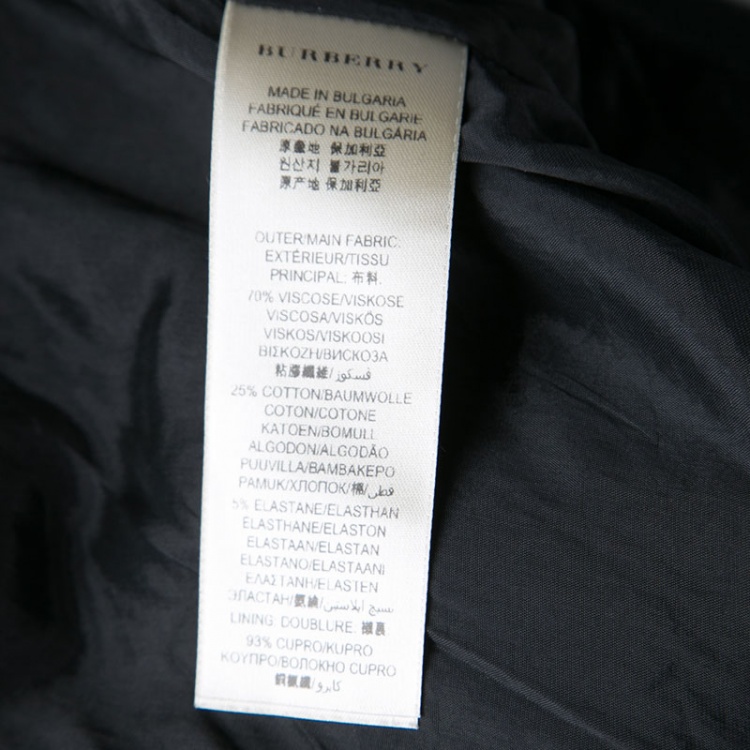 BURBERRY
MADE IN BULGARIA
FABRIQUÉ EN BULGARIE
FABRICADO NA BULGÁRIA
原產地 保加利亞
원산지 불가리아
原产地 保加利亚
OUTER/MAIN FABRIC:
EXTÉRIEUR/TISSU
PRINCIPAL: 布料.
70% VISCOSE/VISKOSE
VISCOSA/VISKÓS
VISKOS/VISKOOSI
ΒΙΣΚΟΖΗ/ВИСКОЗА
粘膠纖維/ڤسكوز
25% COTTON/BAUMWOLLE
COTON/COTONE
KATOEN/BOMULL
ALGODON/ALGODÃO
PUUVILLA/ΒΑΜΒΑΚΕΡΟ
PAMUK/ХЛОПОК/棉/قطن
5% ELASTANE/ELASTHAN
ELASTHANE/ELASTON
ELASTAAN/ELASTAN
ELASTANO/ELASTAANI
ΕΛΑΣΤΑΝΗ/ELASTEN
ЭЛАСТАН/氨綸/نسيج إيلاستين
LINING: DOUBLURE: 襯裏:
93% CUPRO/KUPRO
ΚΟΥΠΡΟ/ВОЛОКНО CUPRO
銅氨纖/كابرو